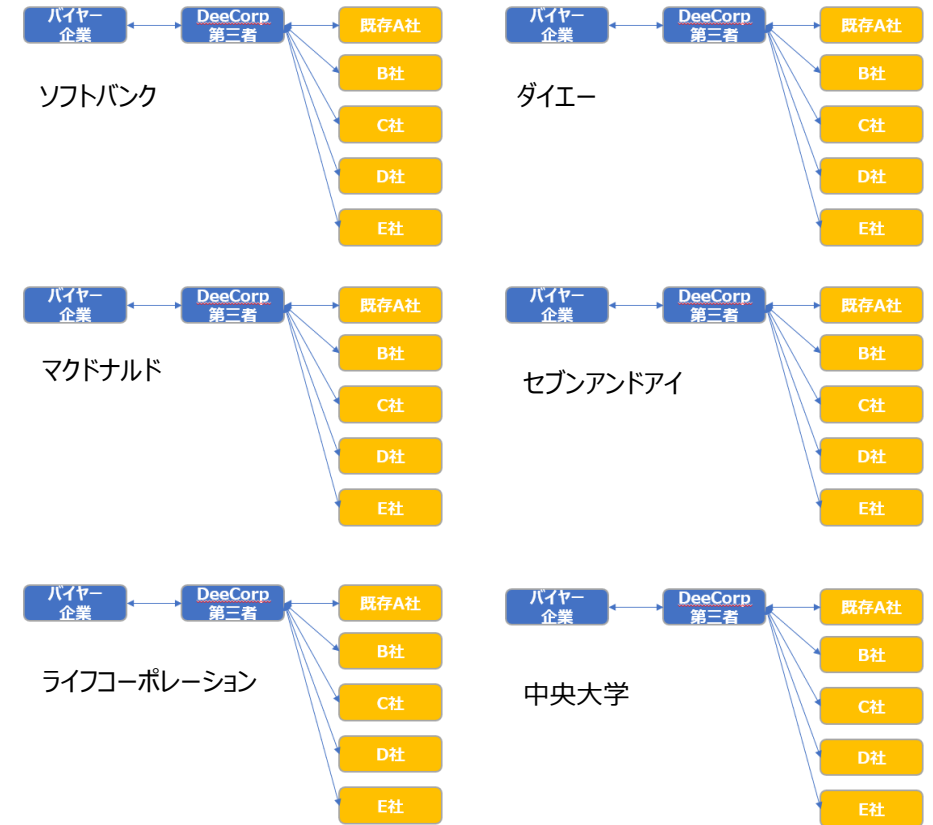 バイヤー
企業
DeeCorp
第三者
既存A社
B社
C社
D社
E社
ソフトバンク
バイヤー
企業
DeeCorp
第三者
既存A社
B社
C社
D社
E社
ダイエー
バイヤー
企業
DeeCorp
第三者
既存A社
B社
C社
D社
E社
マクドナルド
バイヤー
企業
DeeCorp
第三者
既存A社
B社
C社
D社
E社
セブンアンドアイ
バイヤー
企業
DeeCorp
第三者
既存A社
B社
C社
D社
E社
ライフコーポレーション
バイヤー
企業
DeeCorp
第三者
既存A社
B社
C社
D社
E社
中央大学